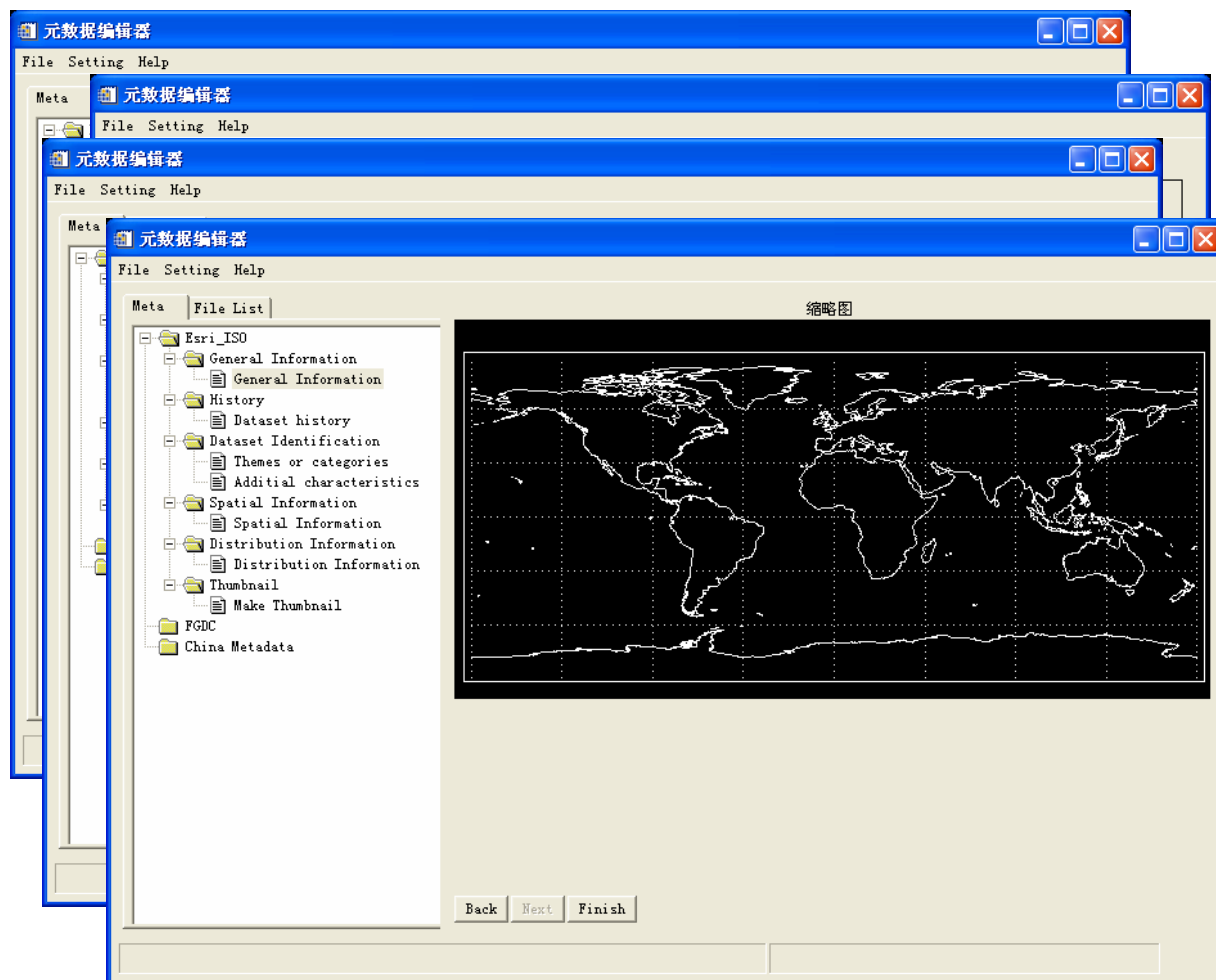 元数据编辑器
File Setting Help
Meta
元数据编辑器
File Setting Help
元数据编辑器
File Setting Help
Meta
元数据编辑器
File Setting Help
Meta File List
缩略图
Esri_ISO
General Information
General Information
History
Dataset history
Dataset Identification
Themes or categories
Additial characteristics
Spatial Information
Spatial Information
Distribution Information
Distribution Information
Thumbnail
Make Thumbnail
FGDC
China Metadata
Back Next Finish